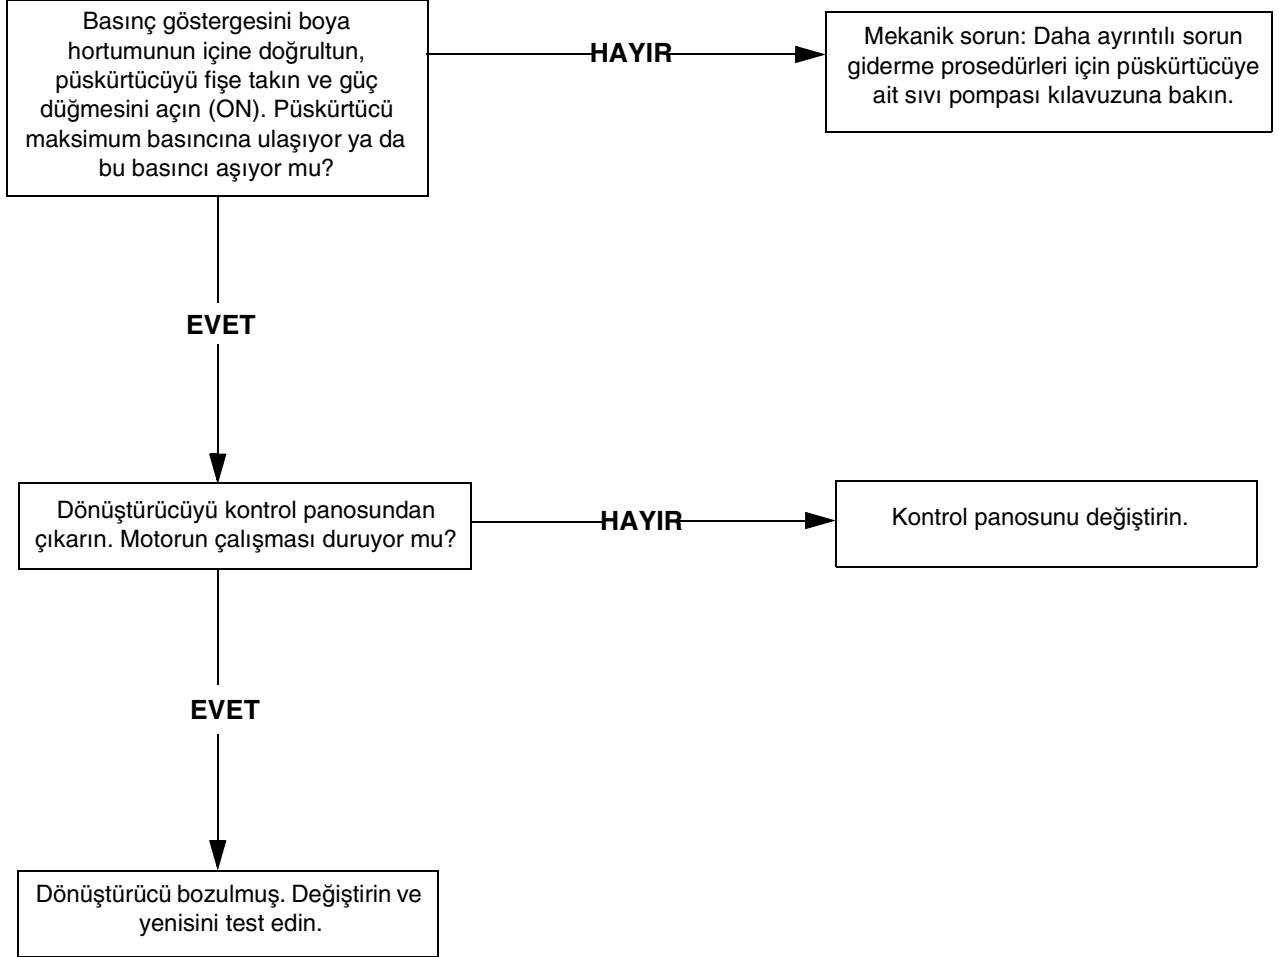 Basınç göstergesini boya
hortumunun içine doğrultun,
püskürtücüyü fişe takın ve güç
düğmesini açın (ON). Püskürtücü
maksimum basıncına ulaşıyor ya da
bu basıncı aşıyor mu?
HAYIR
Mekanik sorun: Daha ayrıntılı sorun
giderme prosedürleri için püskürtücüye
ait sıvı pompası kılavuzuna bakın.
EVET
Dönüştürücüyü kontrol panosundan
çıkarın. Motorun çalışması duruyor mu?
HAYIR
Kontrol panosunu değiştirin.
EVET
Dönüştürücü bozulmuş. Değiştirin ve
yenisini test edin.